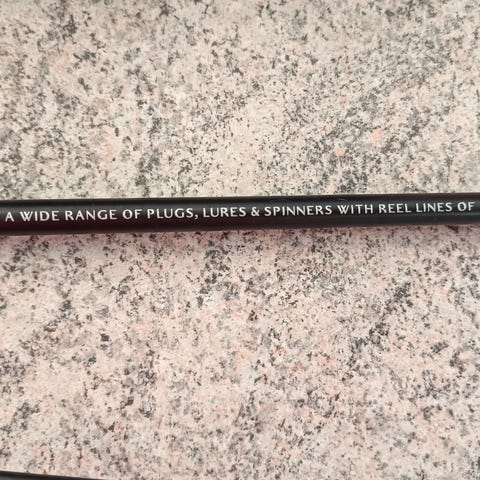 A WIDE RANGE OF PLUGS, LURES & SPINNERS WITH REEL LINES OF